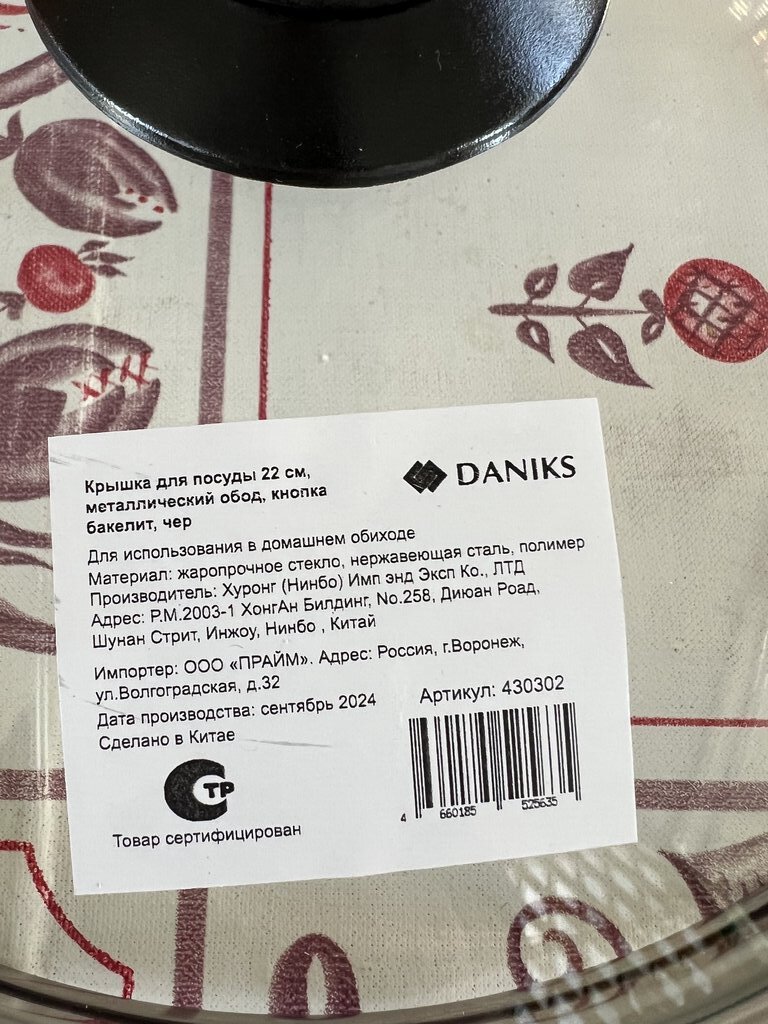 Крышка для посуды 22 см,
металлический обод, кнопка
бакелит, чер
DANIKS
Для использования в домашнем обиходе
Материал: жаропрочное стекло, нержавеющая сталь, полимер
Производитель: Хуронг (Нинбо) Имп энд Эксп Ко., ЛТД
Адрес: Р.М.2003-1 ХонгАн Билдинг, No.258, Диюан Роад,
Шунан Стрит, Инжоу, Нинбо , Китай
Импортер: ООО «ПРАЙМ». Адрес: Россия, г.Воронеж,
ул.Волгоградская, д.32
Дата производства: сентябрь 2024
Сделано в Китае
Артикул: 430302
4 660185 525635
СТР
Товар сертифицирован